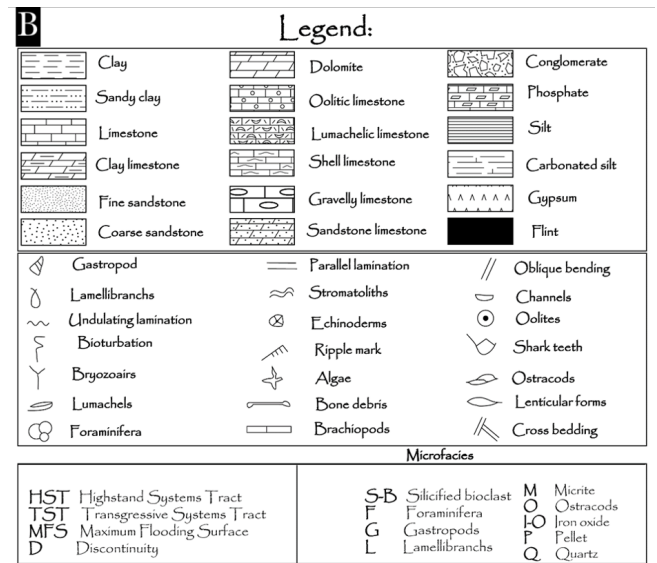 B
Legend:
Clay
Dolomite
Conglomerate
Sandy clay
Oolitic limestone
Phosphate
Limestone
Lumachelic limestone
Silt
Clay limestone
Shell limestone
Carbonated silt
Fine sandstone
Gravelly limestone
Gypsum
Coarse sandstone
Sandstone limestone
Flint
Gastropod
Parallel lamination
Oblique bending
Lamellibranchs
Stromatoliths
Channels
Undulating lamination
Echinoderms
Oolites
Bioturbation
Ripple mark
Shark teeth
Bryozoairs
Algae
Ostracods
Lumachels
Bone debris
Lenticular forms
Foraminifera
Brachiopods
Cross bedding
Microfacies
HST Highstand Systems Tract
TST Transgressive Systems Tract
MFS Maximum Flooding Surface
D Discontinuity
S-B Silicified bioclast
F Foraminifera
G Gastropods
L Lamellibranchs
M Micrite
O Ostracods
I-O Iron oxide
P Pellet
Q Quartz